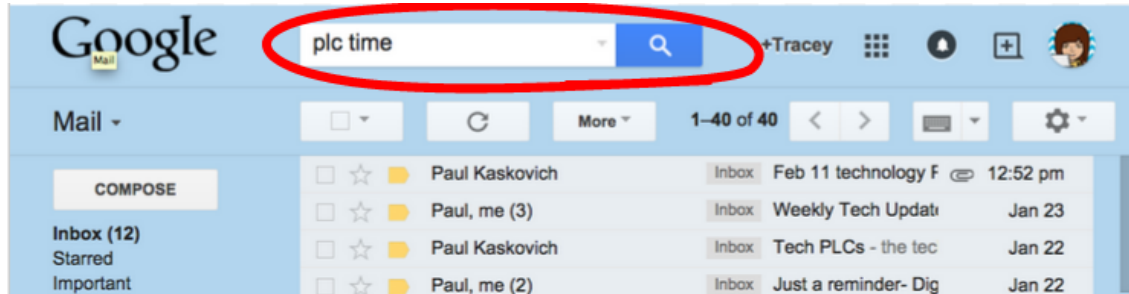 Google
Mail
plc time
+Tracey
Mail
More
1–40 of 40
COMPOSE
Inbox (12)
Starred
Important
Paul Kaskovich Inbox Feb 11 technology 12:52 pm
Paul, me (3) Inbox Weekly Tech Update Jan 23
Paul Kaskovich Inbox Tech PLCs - the tec Jan 22
Paul, me (2) Inbox Just a reminder- Dig Jan 22